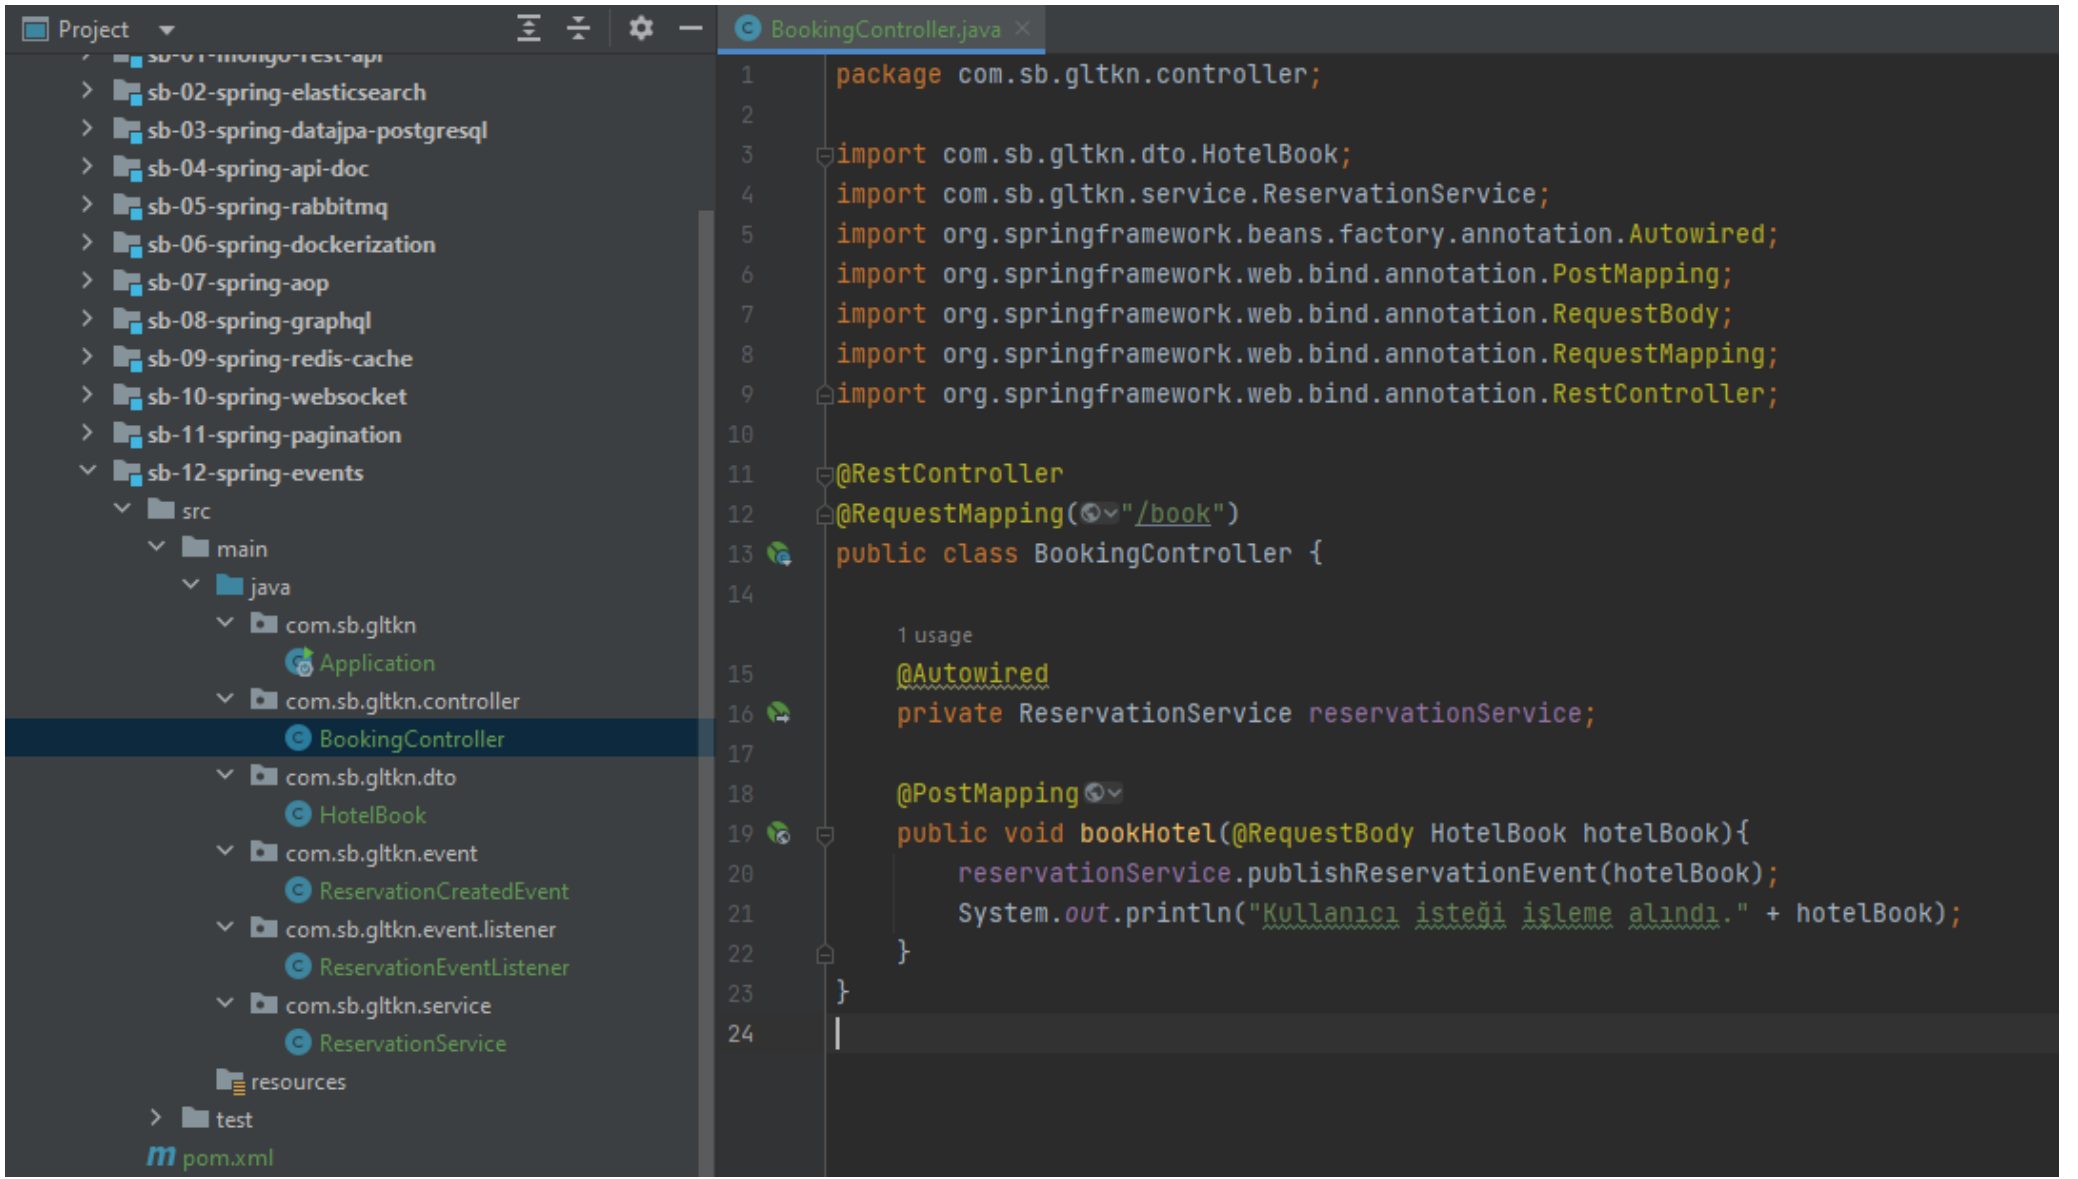 Project
sb-01-mongo-rest-api
sb-02-spring-elasticsearch
sb-03-spring-datajpa-postgresql
sb-04-spring-api-doc
sb-05-spring-rabbitmq
sb-06-spring-dockerization
sb-07-spring-aop
sb-08-spring-graphql
sb-09-spring-redis-cache
sb-10-spring-websocket
sb-11-spring-pagination
sb-12-spring-events
src
main
java
com.sb.gltkn
Application
com.sb.gltkn.controller
BookingController
com.sb.gltkn.dto
HotelBook
com.sb.gltkn.event
ReservationCreatedEvent
com.sb.gltkn.event.listener
ReservationEventListener
com.sb.gltkn.service
ReservationService
resources
test
pom.xml
BookingController.java
1 package com.sb.gltkn.controller;
2
3 import com.sb.gltkn.dto.HotelBook;
4 import com.sb.gltkn.service.ReservationService;
5 import org.springframework.beans.factory.annotation.Autowired;
6 import org.springframework.web.bind.annotation.PostMapping;
7 import org.springframework.web.bind.annotation.RequestBody;
8 import org.springframework.web.bind.annotation.RequestMapping;
9 import org.springframework.web.bind.annotation.RestController;
10
11 @RestController
12 @RequestMapping("/book")
13 public class BookingController {
14
1 usage
15 @Autowired
16 private ReservationService reservationService;
17
18 @PostMapping
19 public void bookHotel(@RequestBody HotelBook hotelBook){
20 reservationService.publishReservationEvent(hotelBook);
21 System.out.println("Kullanıcı isteği işleme alındı." + hotelBook);
22 }
23 }
24